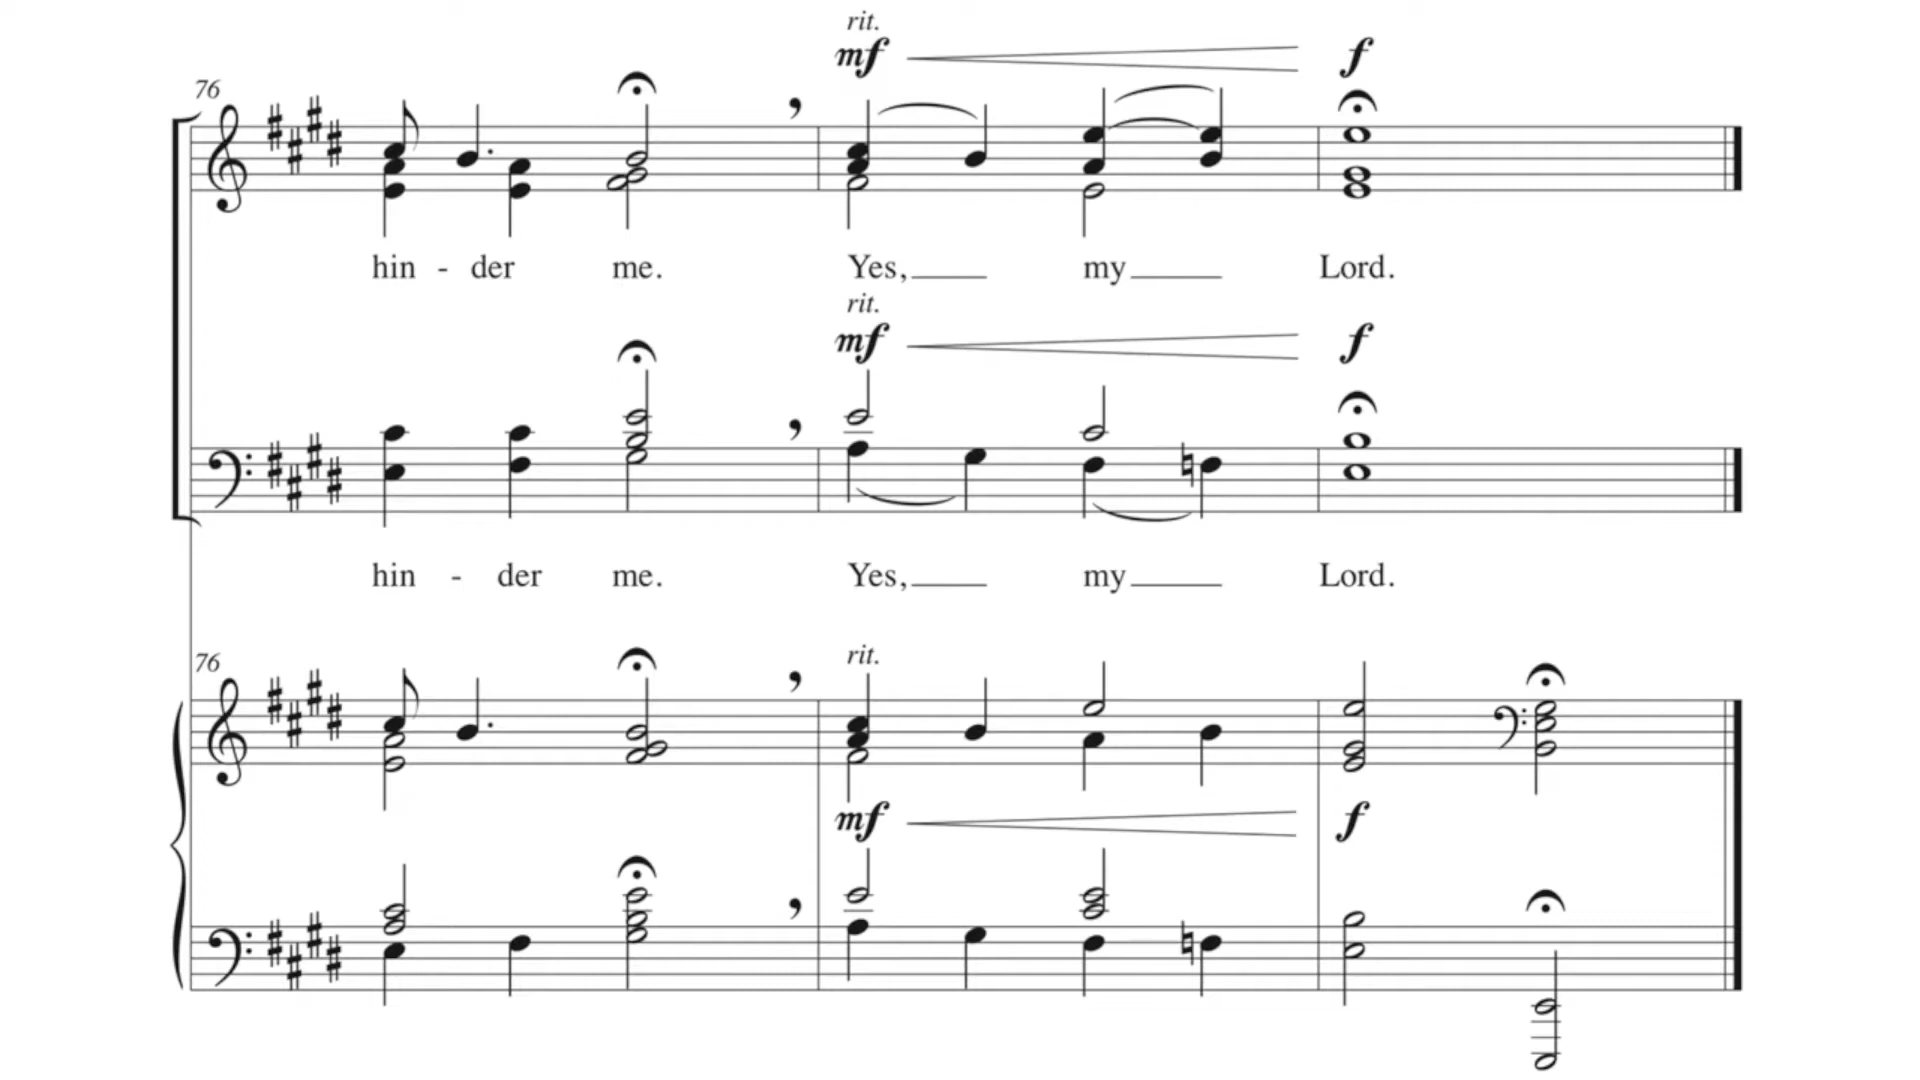 rit.
mf f
76
hin - der me. Yes, my Lord.
rit.
mf f
hin - der me. Yes, my Lord.
76
rit.
mf f